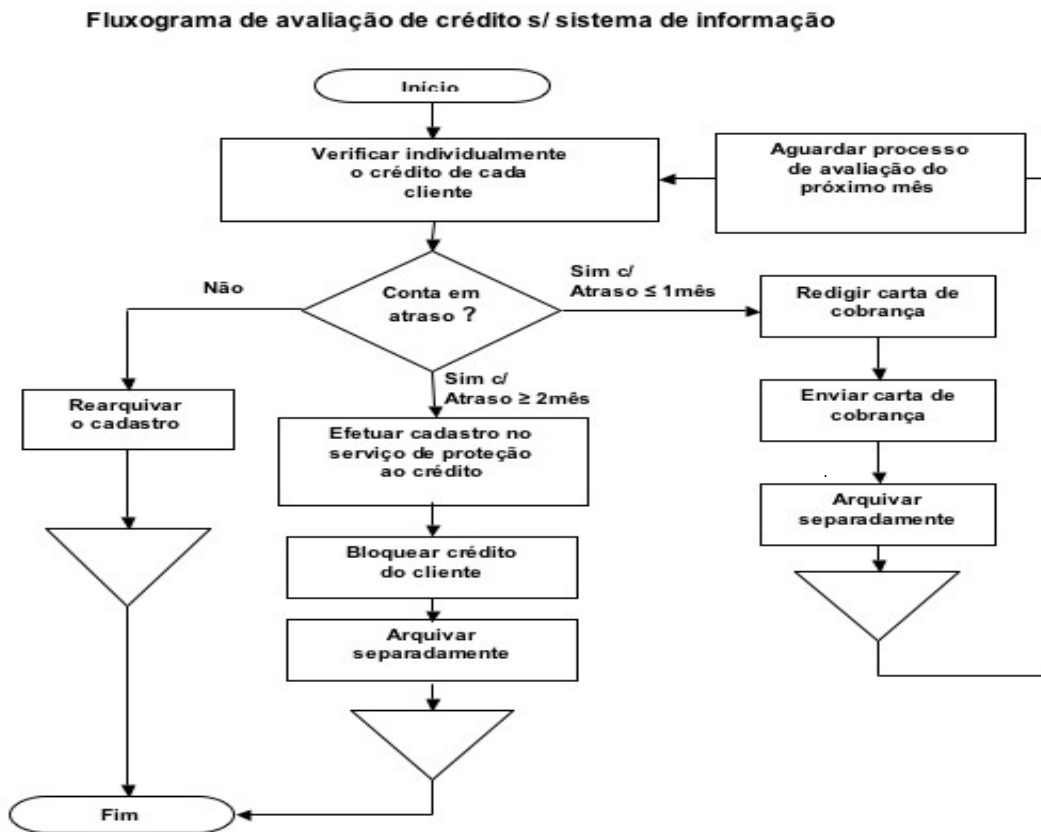 Fluxograma de avaliação de crédito s/ sistema de informação
Início
Verificar individualmente
o crédito de cada
cliente
Aguardar processo
de avaliação do
próximo mês
Não
Conta em
atraso ?
Sim c/
Atraso ≤ 1mês
Redigir carta de
cobrança
Sim c/
Atraso ≥ 2mês
Rearquivar
o cadastro
Enviar carta de
cobrança
Efetuar cadastro no
serviço de proteção
ao crédito
Arquivar
separadamente
Bloquear crédito
do cliente
Arquivar
separadamente
Fim